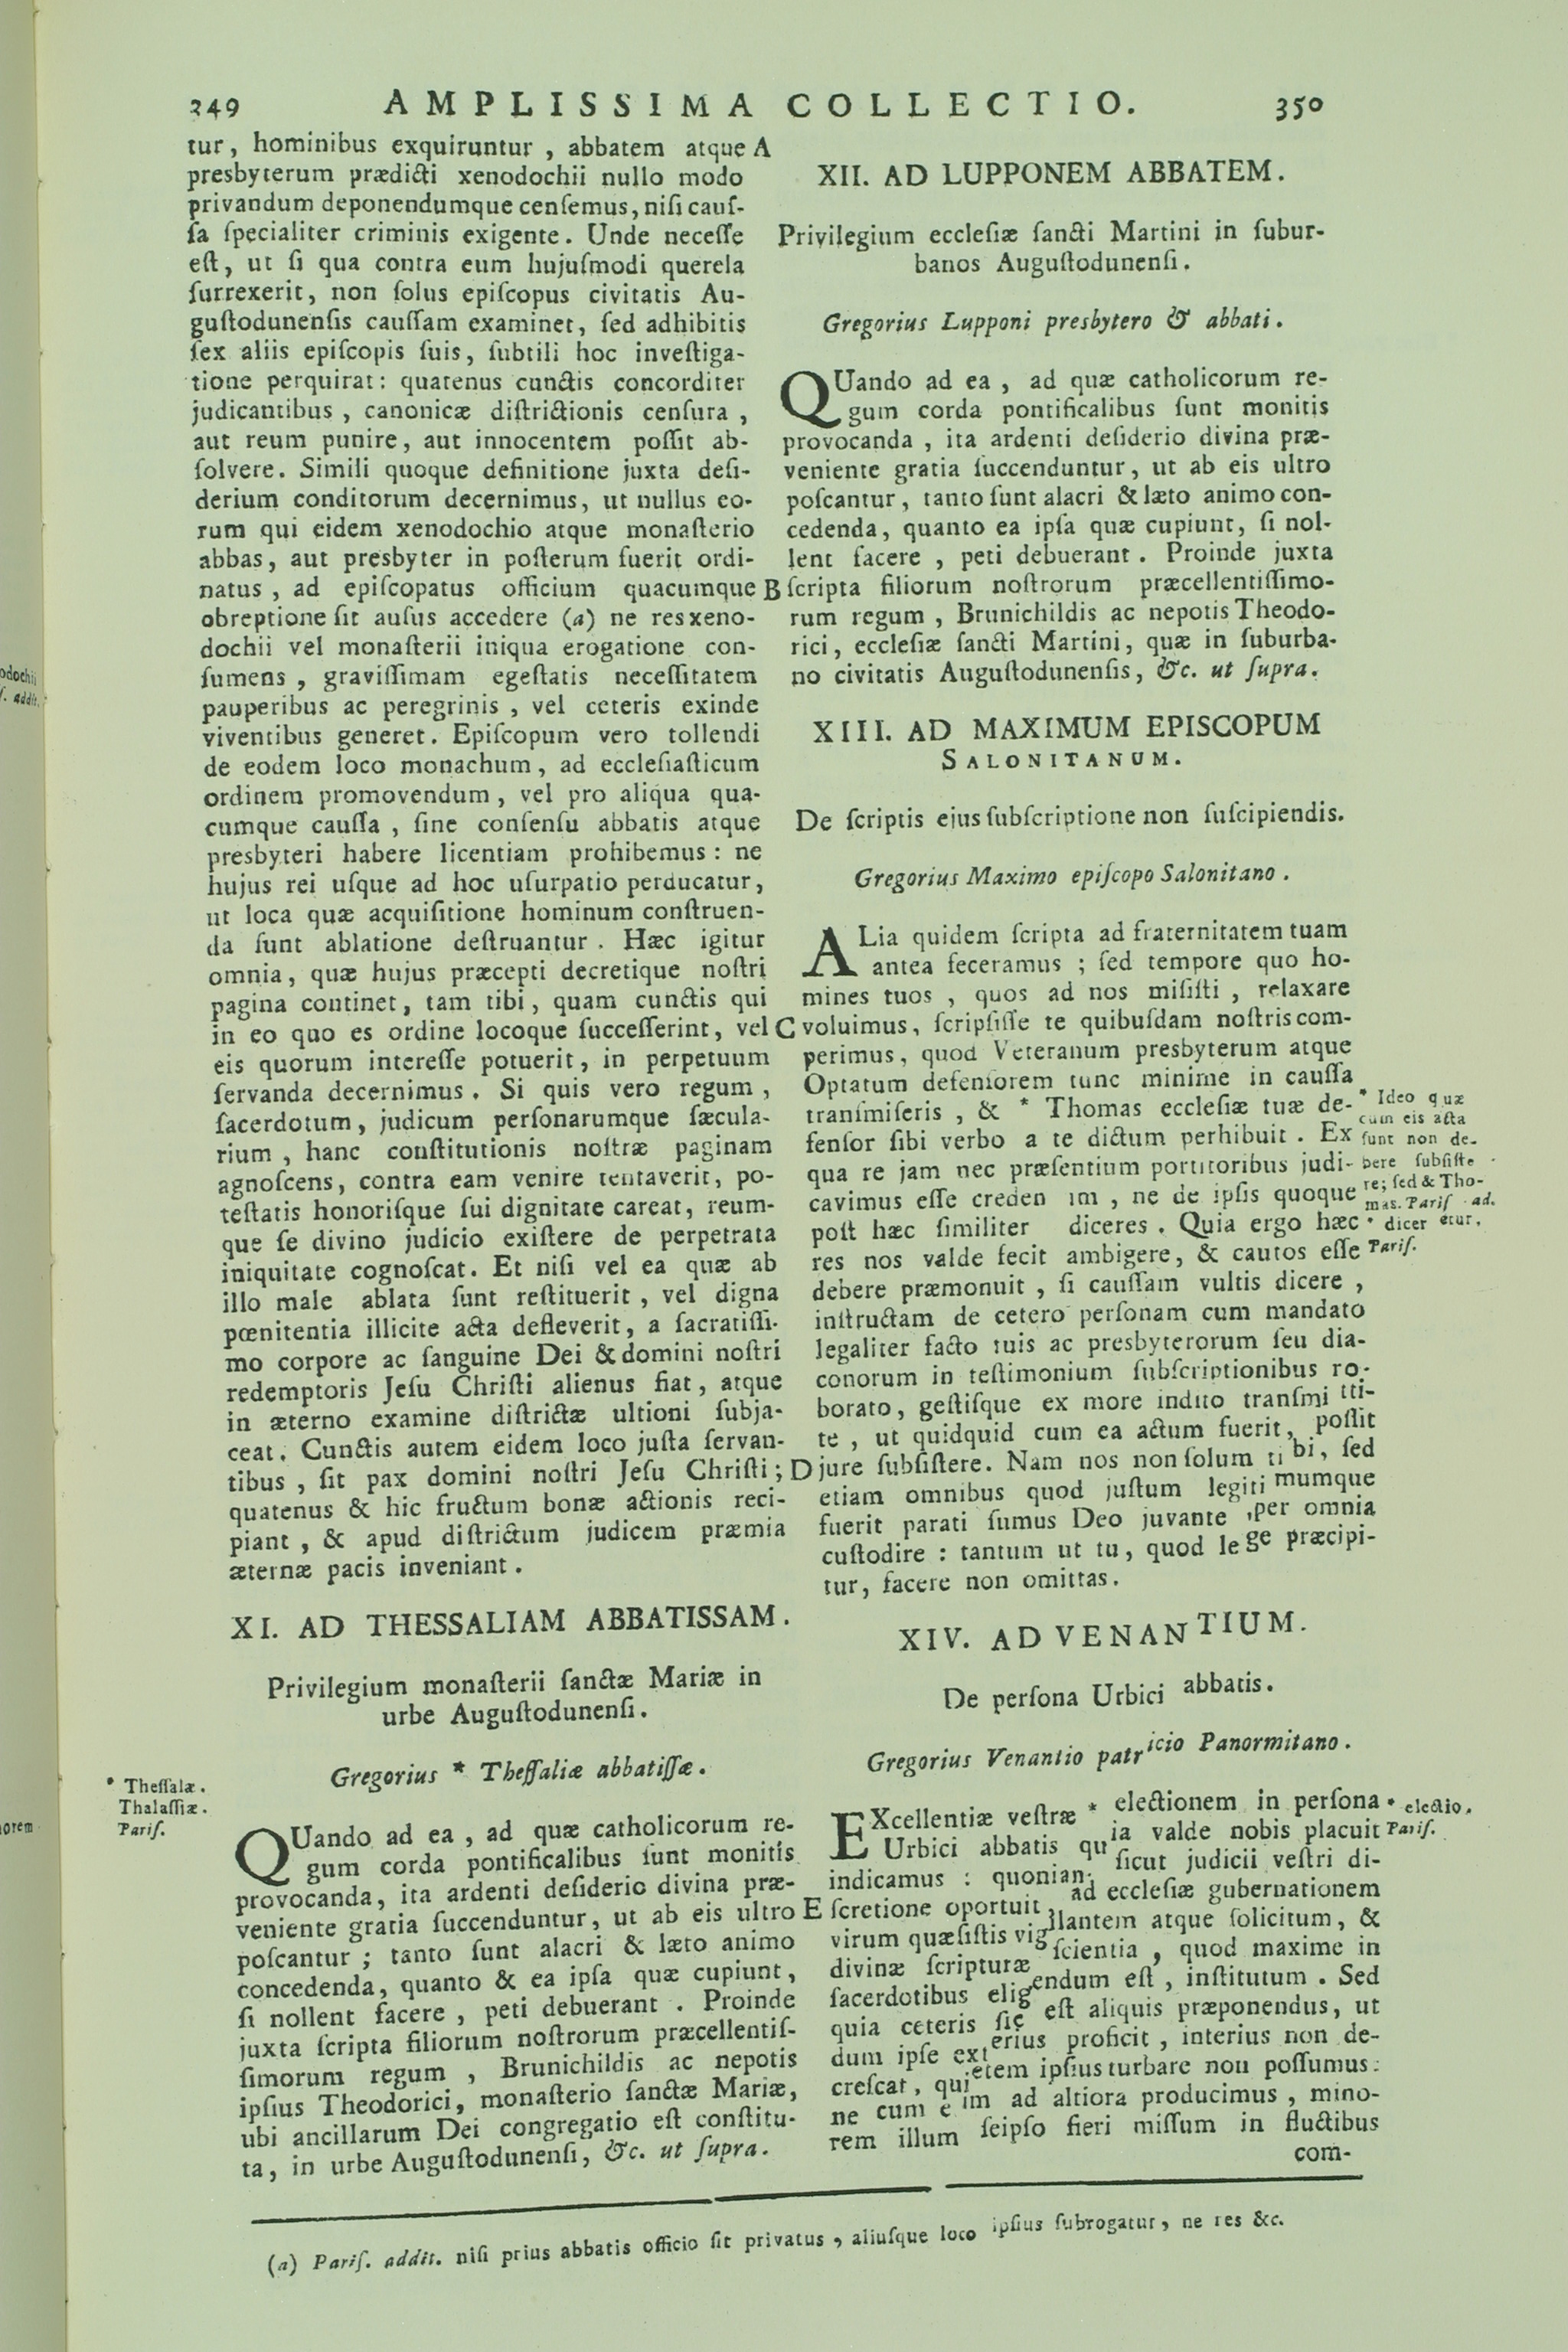 349 AMPLISSIMA COLLECTIO. 350
tur, hominibus exquiruntur, abbatem atque A
presbyterum prædicti xenodochii nullo modo
privandum deponendumque censemus, nisi caus-
sa specialiter criminis exigente. Unde necesse
est, ut si qua contra eum hujusmodi querela
surrexerit, non solus episcopus civitatis Au-
gustodunensis caussam examinet, sed adhibitis
sex aliis episcopis suis, subtili hoc investiga-
tione perquirat: quatenus cunctis concorditer
judicantibus, canonicæ districtionis censura,
aut reum punire, aut innocentem possit ab-
solvere. Simili quoque definitione juxta desi-
derium conditorum decernimus, ut nullus eo-
rum qui eidem xenodochio atque monasterio
abbas, aut presbyter in posterum fuerit ordi-
natus, ad episcopatus officium quacumque B
obreptione sit ausus accedere (a) ne res xeno-
dochii vel monasterii iniqua erogatione con-
sumens, gravissimam egestatis necessitatem
pauperibus ac peregrinis, vel ceteris exinde
viventibus generet. Episcopum vero tollendi
de eodem loco monachum, ad ecclesiasticum
ordinem promovendum, vel pro aliqua qua-
cumque caussa, sine consensu abbatis atque
presbyteri habere licentiam prohibemus: ne
hujus rei usque ad hoc usurpatio perducatur,
ut loca quæ acquisitione hominum construen-
da sunt ablatione destruantur. Hæc igitur
omnia, quæ hujus præcepti decretique nostri
pagina continet, tam tibi, quam cunctis qui
in eo quo es ordine locoque successerint, vel C
eis quorum interesse potuerit, in perpetuum
servanda decernimus. Si quis vero regum,
sacerdotum, judicum personarumque sæcula-
rium, hanc constitutionis nostræ paginam
agnoscens, contra eam venire tentaverit, po-
testatis honorisque sui dignitate careat, reum-
que se divino judicio existere de perpetrata
iniquitate cognoscat. Et nisi vel ea quæ ab
illo male ablata sunt restituerit, vel digna
pœnitentia illicite acta defleverit, a sacratissi-
mo corpore ac sanguine Dei & domini nostri
redemptoris Jesu Christi alienus fiat, atque
in æterno examine districtæ ultioni subja-
ceat. Cunctis autem eidem loco justa servan-
tibus, sit pax domini nostri Jesu Christi; D
quatenus & hic fructum bonæ actionis reci-
piant, & apud districtum judicem præmia
æternæ pacis inveniant.
XI. AD THESSALIAM ABBATISSAM.
Privilegium monasterii sanctæ Mariæ in
urbe Augustodunensi.
Gregorius * Thessaliæ abbatissæ.
* Thessalæ.
Thalassiæ.
Paris.
QUando ad ea, ad quæ catholicorum re-
gum corda pontificalibus sunt monitis
provocanda, ita ardenti desiderio divina præ-
veniente gratia succenduntur, ut ab eis ultro E
poscantur; tanto sunt alacri & læto animo
concedenda, quanto & ea ipsa quæ cupiunt,
si nollent facere, peti debuerant. Proinde
juxta scripta filiorum nostrorum præcellentis-
simorum regum, Brunichildis ac nepotis
ipsius Theodorici, monasterio sanctæ Mariæ,
ubi ancillarum Dei congregatio est constitu-
ta, in urbe Augustodunensi, &c. ut supra.
XII. AD LUPPONEM ABBATEM.
Privilegium ecclesiæ sancti Martini in subur-
banos Augustodunensi.
Gregorius Lupponi presbytero & abbati.
QUando ad ea, ad quæ catholicorum re-
gum corda pontificalibus sunt monitis
provocanda, ita ardenti desiderio divina præ-
veniente gratia succenduntur, ut ab eis ultro
poscantur, tanto sunt alacri & læto animo con-
cedenda, quanto ea ipsa quæ cupiunt, si nol-
lent facere, peti debuerant. Proinde juxta
scripta filiorum nostrorum præcellentissimo-
rum regum, Brunichildis ac nepotis Theodo-
rici, ecclesiæ sancti Martini, quæ in suburba-
no civitatis Augustodunensis, &c. ut supra.
XIII. AD MAXIMUM EPISCOPUM
SALONITANUM.
De scriptis ejus subscriptione non suscipiendis.
Gregorius Maximo episcopo Salonitano.
ALia quidem scripta ad fraternitatem tuam
antea feceramus; sed tempore quo ho-
mines tuos, quos ad nos misisti, relaxare
voluimus, scripsisse te quibusdam nostris com-
perimus, quod Veteranum presbyterum atque
Optatum defensorem tunc minime in caussa
transmiseris, & * Thomas ecclesiæ tuæ de-
fensor sibi verbo a te dictum perhibuit. Ex
qua re jam nec præsentium portitoribus judi-
cavimus esse creden im, ne de ipsis quoque
post hæc similiter diceres. Quia ergo hæc
res nos valde fecit ambigere, & cautos esse
debere præmonuit, si caussam vultis dicere,
instructam de cetero personam cum mandato
legaliter facto tuis ac presbyterorum seu dia-
conorum in testimonium subscriptionibus ro-
borato, gestisque ex more indito transmitti-
te, ut quidquid cum ea actum fuerit, possit
jure subsistere. Nam nos non solum tibi, sed
etiam omnibus quod justum legitimumque
fuerit parati sumus Deo juvante, per omnia
custodire: tantum ut tu, quod lege præcipi-
tur, facere non omittas.
* Ideo quæ
cum eis acta
sunt non de-
bere subsiste
re; sed & Tho-
mas. Paris. ad.
* diceretur.
Paris.
XIV. AD VENANTIUM.
De persona Urbici abbatis.
Gregorius Venantio patricio Panormitano.
EXcellentiæ vestræ * electionem in persona
Urbici abbatis quia valde nobis placuit
indicamus: quoniam sicut judicii vestri di-
scretione oportuit, ad ecclesiæ gubernationem
virum quæsistis vigilantem atque solicitum, &
divinæ scripturæ scientia, quod maxime in
sacerdotibus eligendum est, institutum. Sed
quia ceteris sic est aliquis præponendus, ut
dum ipse exterius proficit, interius non de-
crescat, quietem ipsius turbare non possumus:
ne cum eum ad altiora producimus, mino-
rem illum seipso fieri missum in fluctibus
com-
* electio.
Paris.
(a) Paris. addit. nisi prius abbatis officio sit privatus, aliusque loco ipsius subrogatur, ne res &c.